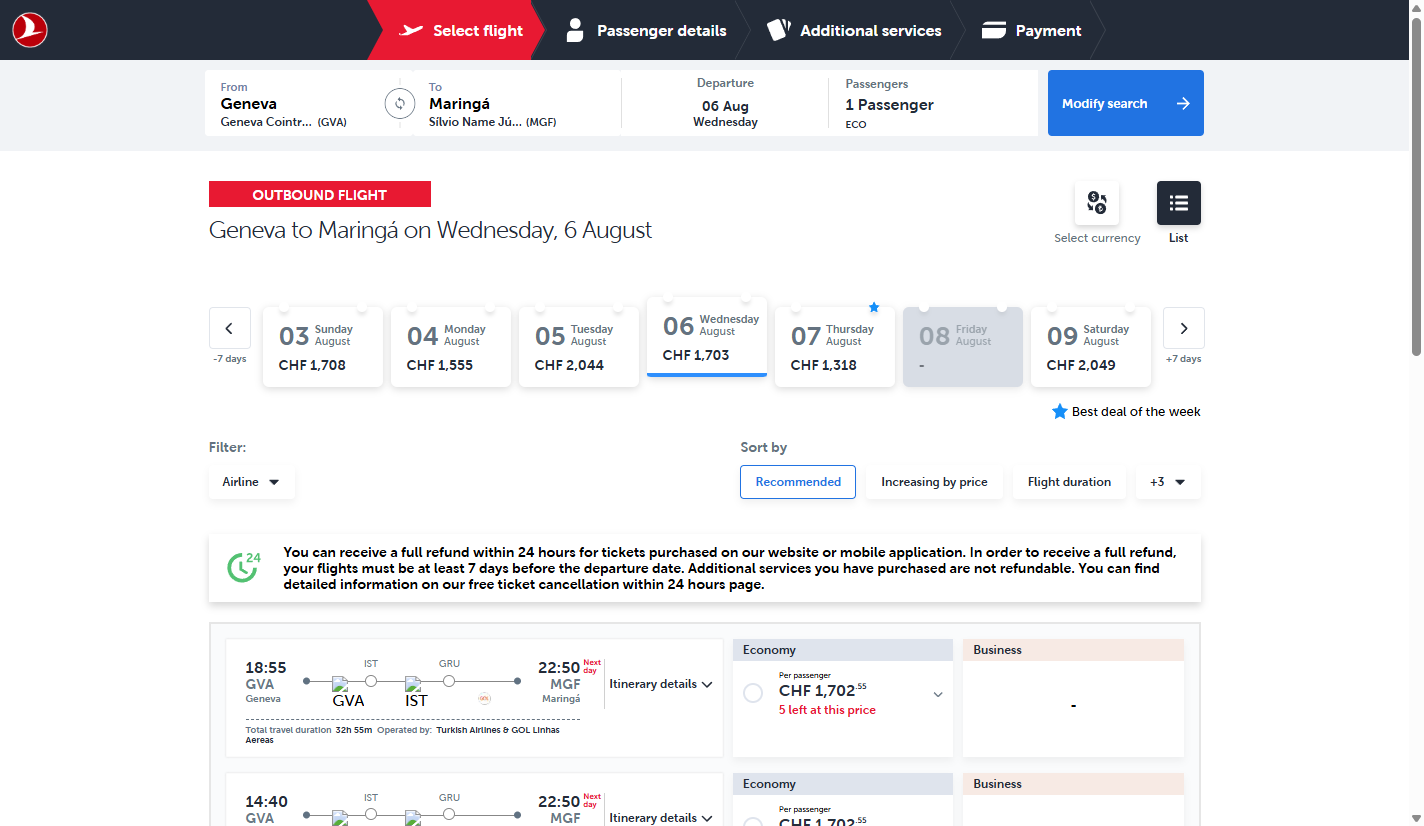 Select flight
Passenger details
Additional services
Payment
From
Geneva
Geneva Cointr... (GVA)
To
Maringá
Sílvio Name Jú... (MGF)
Departure
06 Aug
Wednesday
Passengers
1 Passenger
ECO
Modify search
OUTBOUND FLIGHT
Geneva to Maringá on Wednesday, 6 August
Select currency
List
-7 days
03 Sunday August
CHF 1,708
04 Monday August
CHF 1,555
05 Tuesday August
CHF 2,044
06 Wednesday August
CHF 1,703
07 Thursday August
CHF 1,318
08 Friday August
-
09 Saturday August
CHF 2,049
+7 days
Best deal of the week
Filter:
Airline
Sort by
Recommended
Increasing by price
Flight duration
+3
24
You can receive a full refund within 24 hours for tickets purchased on our website or mobile application. In order to receive a full refund,
your flights must be at least 7 days before the departure date. Additional services you have purchased are not refundable. You can find
detailed information on our free ticket cancellation within 24 hours page.
18:55
GVA
Geneva
IST
GRU
GVA
IST
22:50 Next day
MGF
Maringá
Itinerary details
Total travel duration 32h 55m Operated by: Turkish Airlines & GOL Linhas
Aereas
Economy
Per passenger
CHF 1,702.55
5 left at this price
Business
-
14:40
GVA
IST
GRU
22:50 Next day
MGF
Itinerary details
Economy
Per passenger
CHF 1,702.55
Business